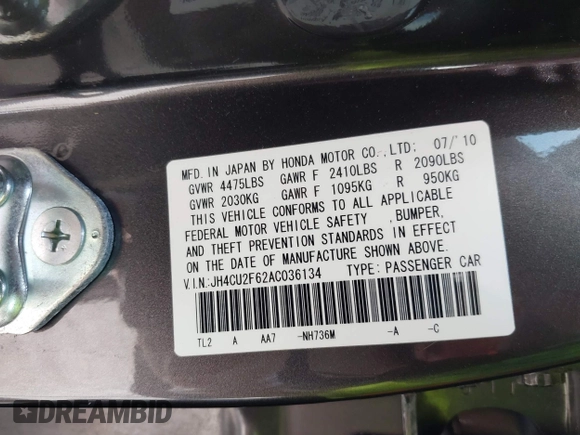 MFD.IN JAPAN BY HONDA MOTOR CO.,LTD: 07/'10
GVWR 4475LBS GAWR F 2410LBS R 2090LBS
GVWR 2030KG GAWR F 1095KG R 950KG
THIS VEHICLE CONFORMS TO ALL APPLICABLE
FEDERAL MOTOR VEHICLE SAFETY ,BUMPER,
AND THEFT PREVENTION STANDARDS IN EFFECT
ON THE DATE OF MANUFACTURE SHOWN ABOVE.
V.I.N:JH4CU2F62AC036134 TYPE: PASSENGER CAR
TL2 A AA7 -NH736M -A -C
DREAMBID